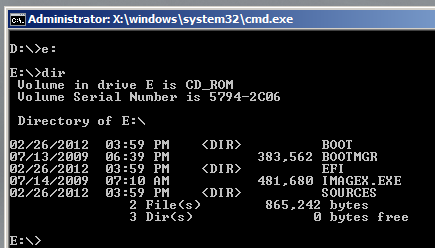 Administrator: X:\windows\system32\cmd.exe
D:\>e:
E:\>dir
Volume in drive E is CD_ROM
Volume Serial Number is 5794-2C06
Directory of E:\
02/26/2012  03:59 PM    <DIR>          BOOT
07/13/2009  06:39 PM           383,562 BOOTMGR
02/26/2012  03:59 PM    <DIR>          EFI
07/14/2009  07:10 AM           481,680 IMAGEX.EXE
02/26/2012  03:59 PM    <DIR>          SOURCES
2 File(s)        865,242 bytes
3 Dir(s)               0 bytes free
E:\>